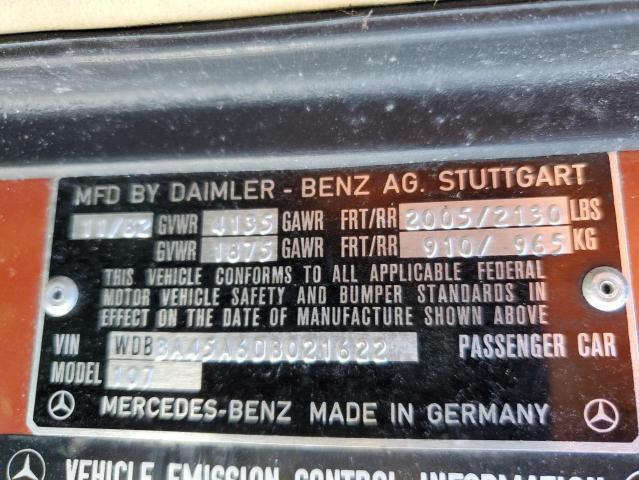 MFD BY DAIMLER - BENZ AG. STUTTGART
11/82 GVWR 4135 GAWR FRT/RR 2005/2130 LBS
GVWR 1875 GAWR FRT/RR 910/ 965 KG
THIS VEHICLE CONFORMS TO ALL APPLICABLE FEDERAL
MOTOR VEHICLE SAFETY AND BUMPER STANDARDS IN
EFFECT ON THE DATE OF MANUFACTURE SHOWN ABOVE
VIN WDBBA45A6DB021622 PASSENGER CAR
MODEL 107
MERCEDES-BENZ MADE IN GERMANY
VEHICLE EMISSION CONTROL INFORMATION